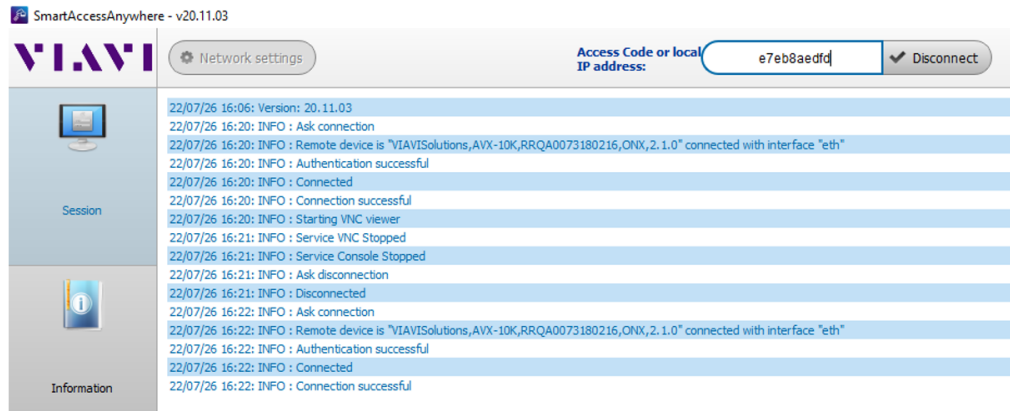 SmartAccessAnywhere - v20.11.03
VIAVI
Network settings
Access Code or local
IP address:
e7eb8aedfd
Disconnect
22/07/26 16:06: Version: 20.11.03
22/07/26 16:20: INFO : Ask connection
22/07/26 16:20: INFO : Remote device is "VIAVISolutions,AVX-10K,RRQA0073180216,ONX,2.1.0" connected with interface "eth"
22/07/26 16:20: INFO : Authentication successful
22/07/26 16:20: INFO : Connected
22/07/26 16:20: INFO : Connection successful
22/07/26 16:20: INFO : Starting VNC viewer
22/07/26 16:21: INFO : Service VNC Stopped
22/07/26 16:21: INFO : Service Console Stopped
22/07/26 16:21: INFO : Ask disconnection
22/07/26 16:21: INFO : Disconnected
22/07/26 16:22: INFO : Ask connection
22/07/26 16:22: INFO : Remote device is "VIAVISolutions,AVX-10K,RRQA0073180216,ONX,2.1.0" connected with interface "eth"
22/07/26 16:22: INFO : Authentication successful
22/07/26 16:22: INFO : Connected
22/07/26 16:22: INFO : Connection successful
Session
Information